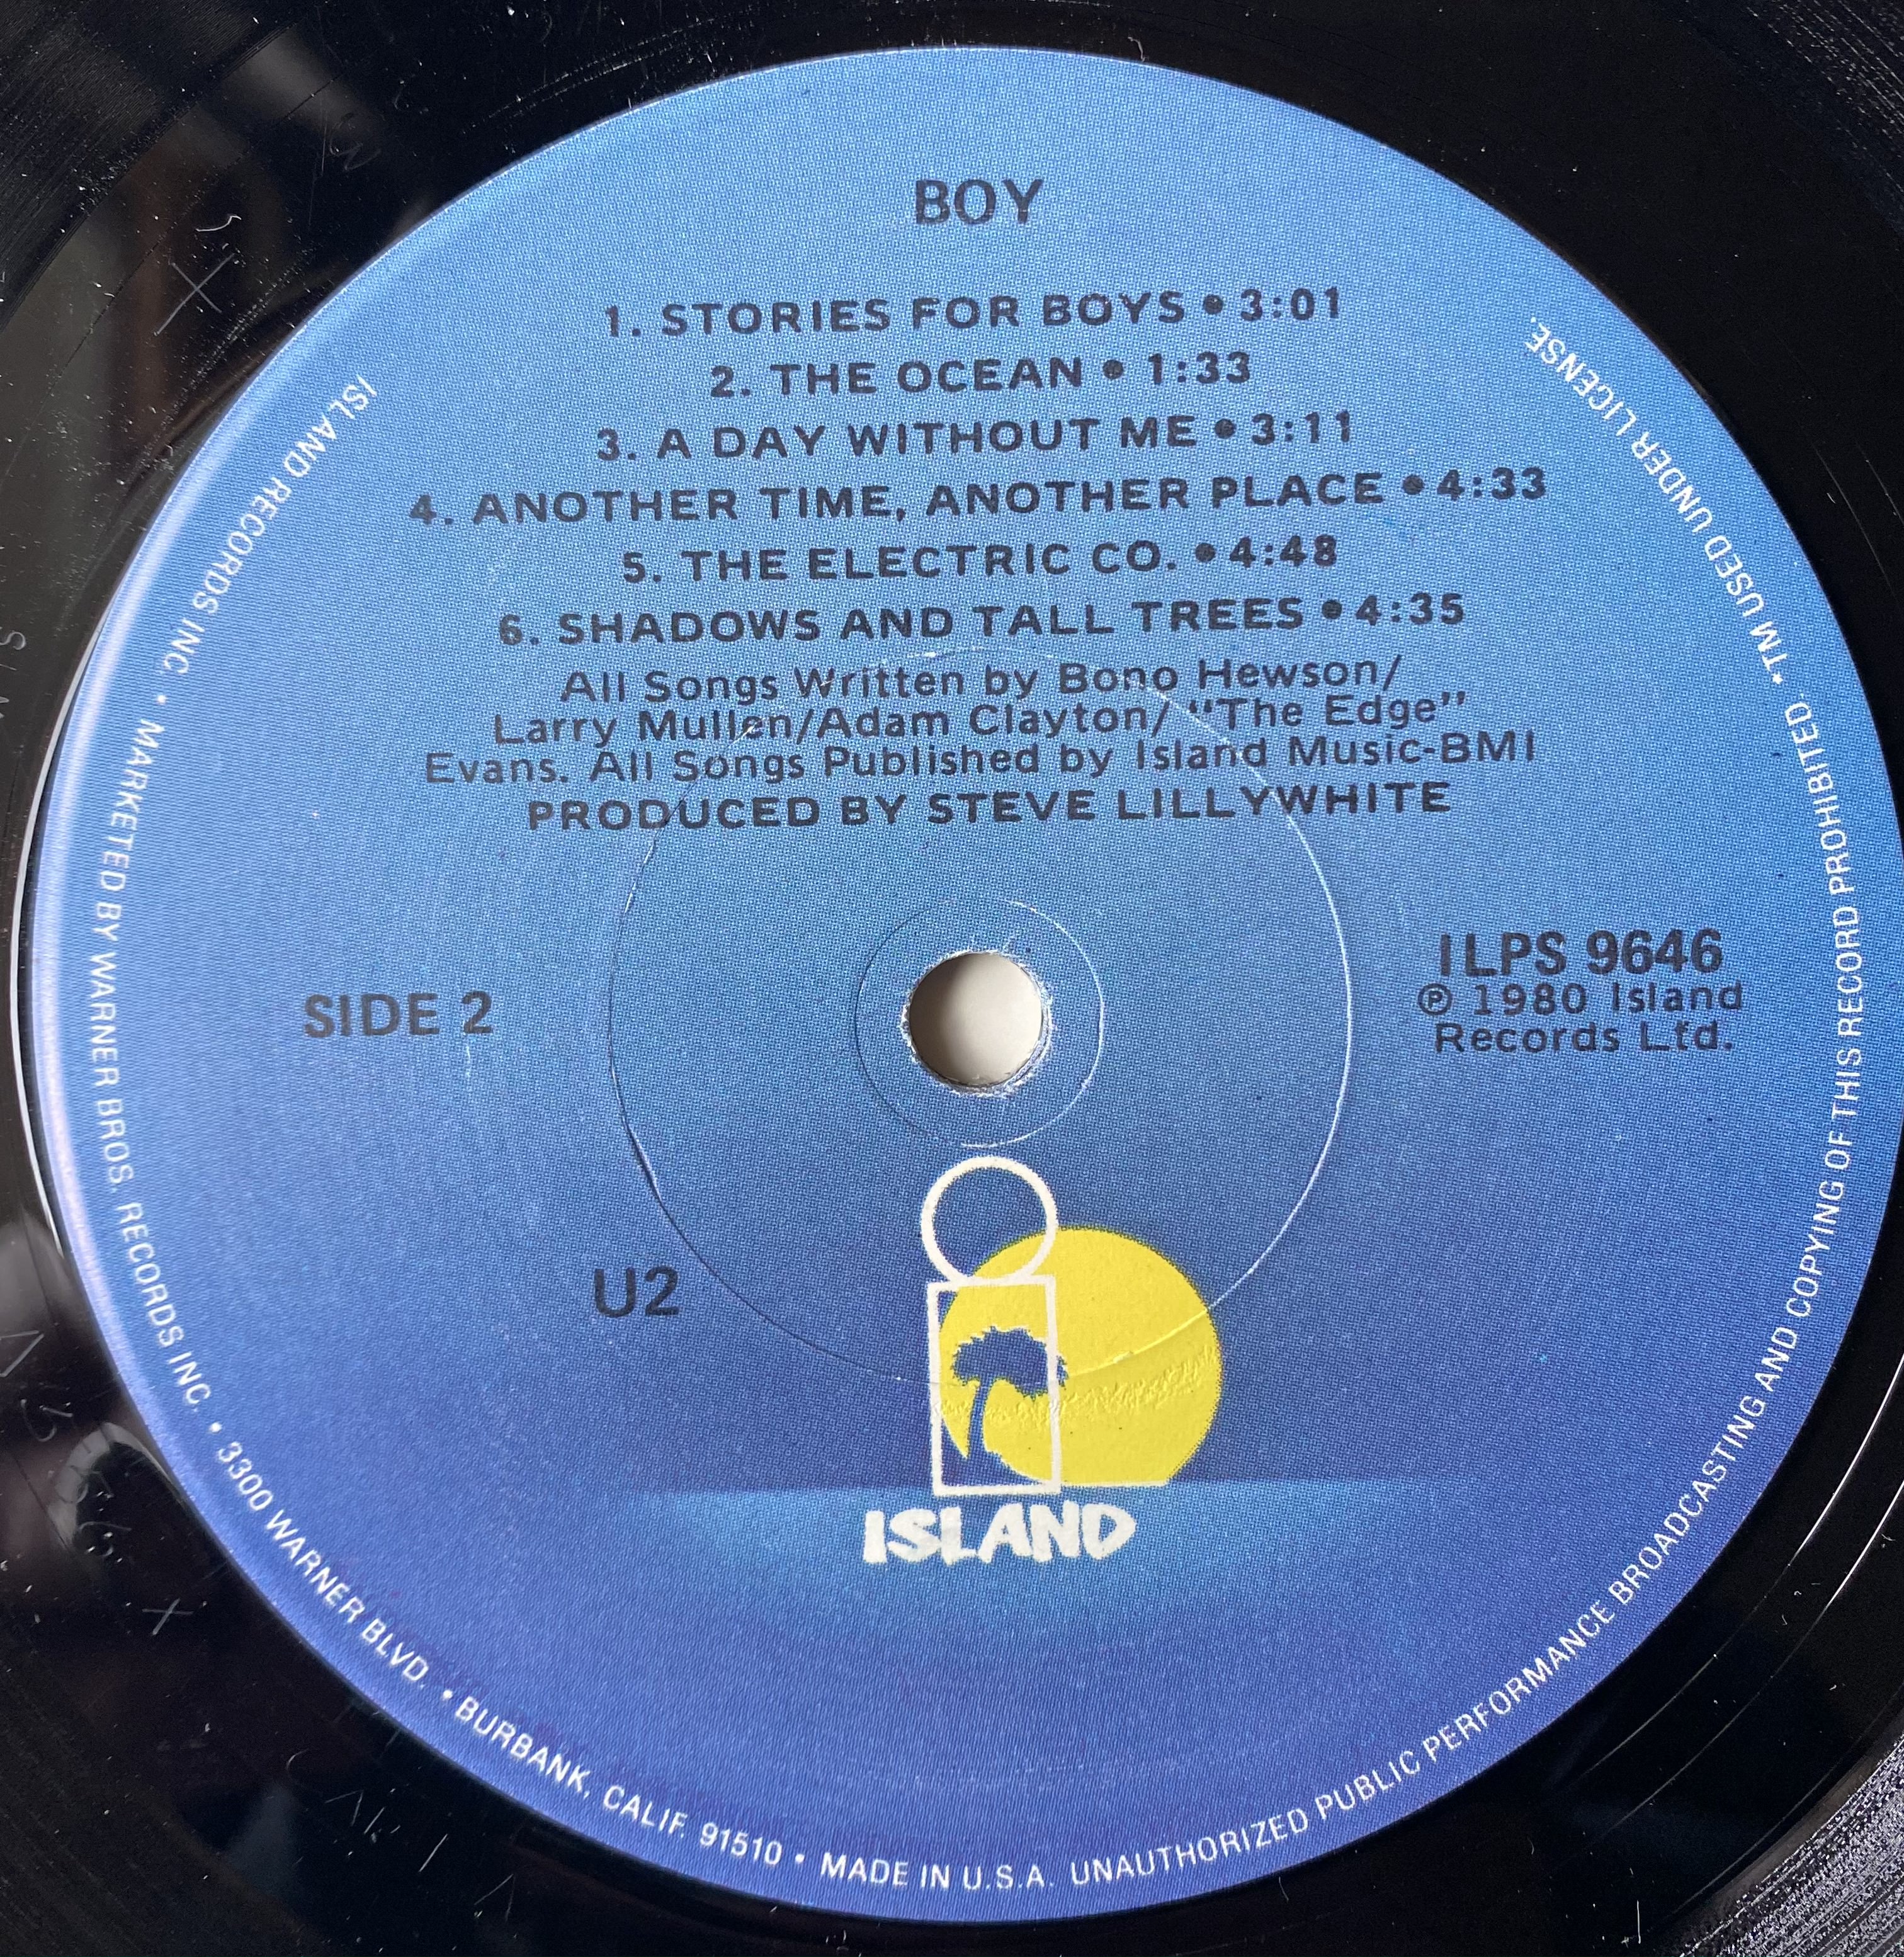 BOY
1. STORIES FOR BOYS • 3:01
2. THE OCEAN • 1:33
3. A DAY WITHOUT ME • 3:11
4. ANOTHER TIME, ANOTHER PLACE • 4:33
5. THE ELECTRIC CO. • 4:48
6. SHADOWS AND TALL TREES • 4:35
All Songs Written by Bono Hewson/
Larry Mullen/Adam Clayton/ "The Edge"
Evans. All Songs Published by Island Music-BMI
PRODUCED BY STEVE LILLYWHITE
SIDE 2
ILPS 9646
℗ 1980 Island
Records Ltd.
U2
ISLAND
ISLAND RECORDS INC. • MARKETED BY WARNER BROS. RECORDS INC. • 3300 WARNER BLVD. • BURBANK, CALIF. 91510 • MADE IN U.S.A. UNAUTHORIZED PUBLIC PERFORMANCE BROADCASTING AND COPYING OF THIS RECORD PROHIBITED. • TM USED UNDER LICENSE.